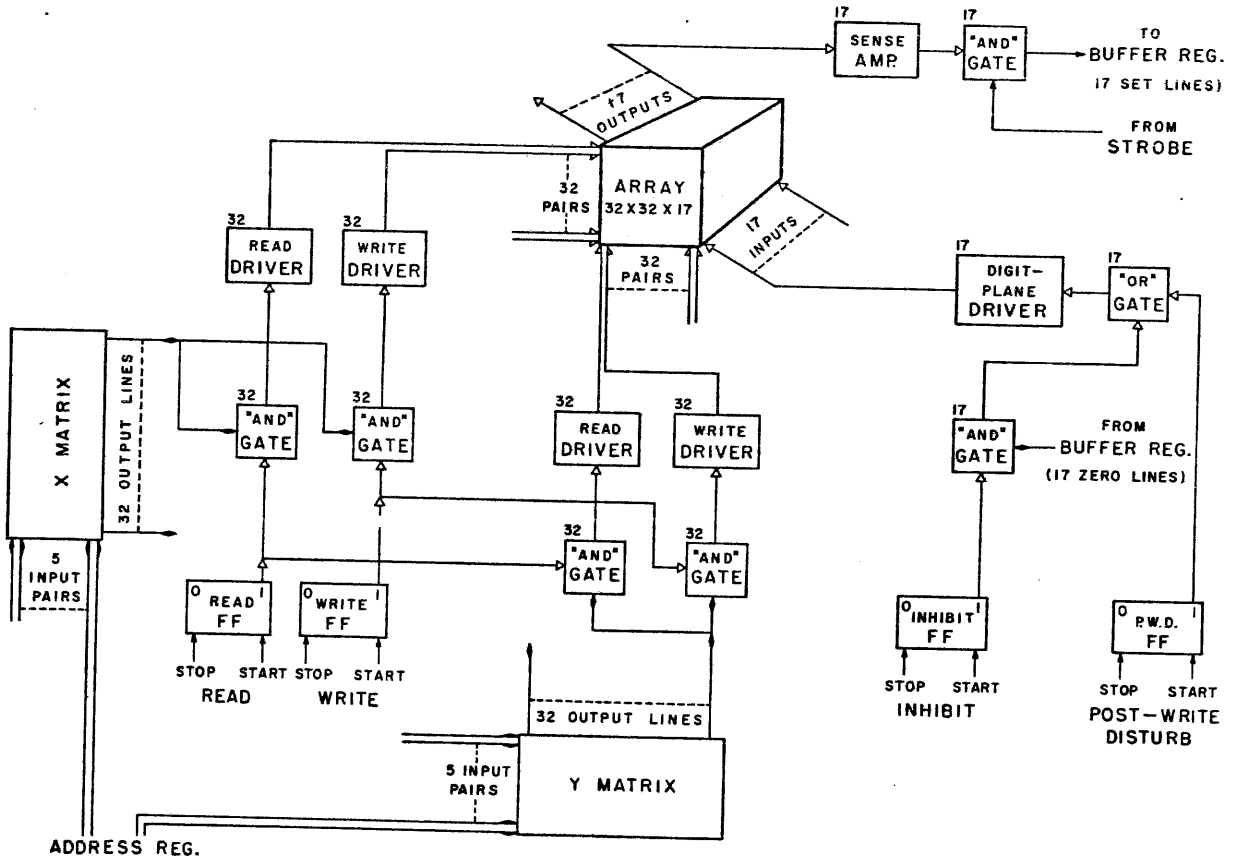 17
SENSE
AMP.
17
"AND"
GATE
TO
BUFFER REG.
17 SET LINES)
FROM
STROBE
17
OUTPUTS
ARRAY
32X32X17
32
PAIRS
32
PAIRS
17
INPUTS
32
READ
DRIVER
32
WRITE
DRIVER
17
DIGIT-
PLANE
DRIVER
17
"OR"
GATE
X MATRIX
32 OUTPUT LINES
32
"AND"
GATE
32
"AND"
GATE
32
READ
DRIVER
32
WRITE
DRIVER
17
"AND"
GATE
FROM
BUFFER REG.
(17 ZERO LINES)
5
INPUT
PAIRS
32
"AND"
GATE
32
"AND"
GATE
0 READ 1
FF
STOP START
READ
0 WRITE 1
FF
STOP START
WRITE
0 INHIBIT 1
FF
STOP START
INHIBIT
0 P.W.D. 1
FF
STOP START
POST-WRITE
DISTURB
32 OUTPUT LINES
5 INPUT
PAIRS
Y MATRIX
ADDRESS REG.